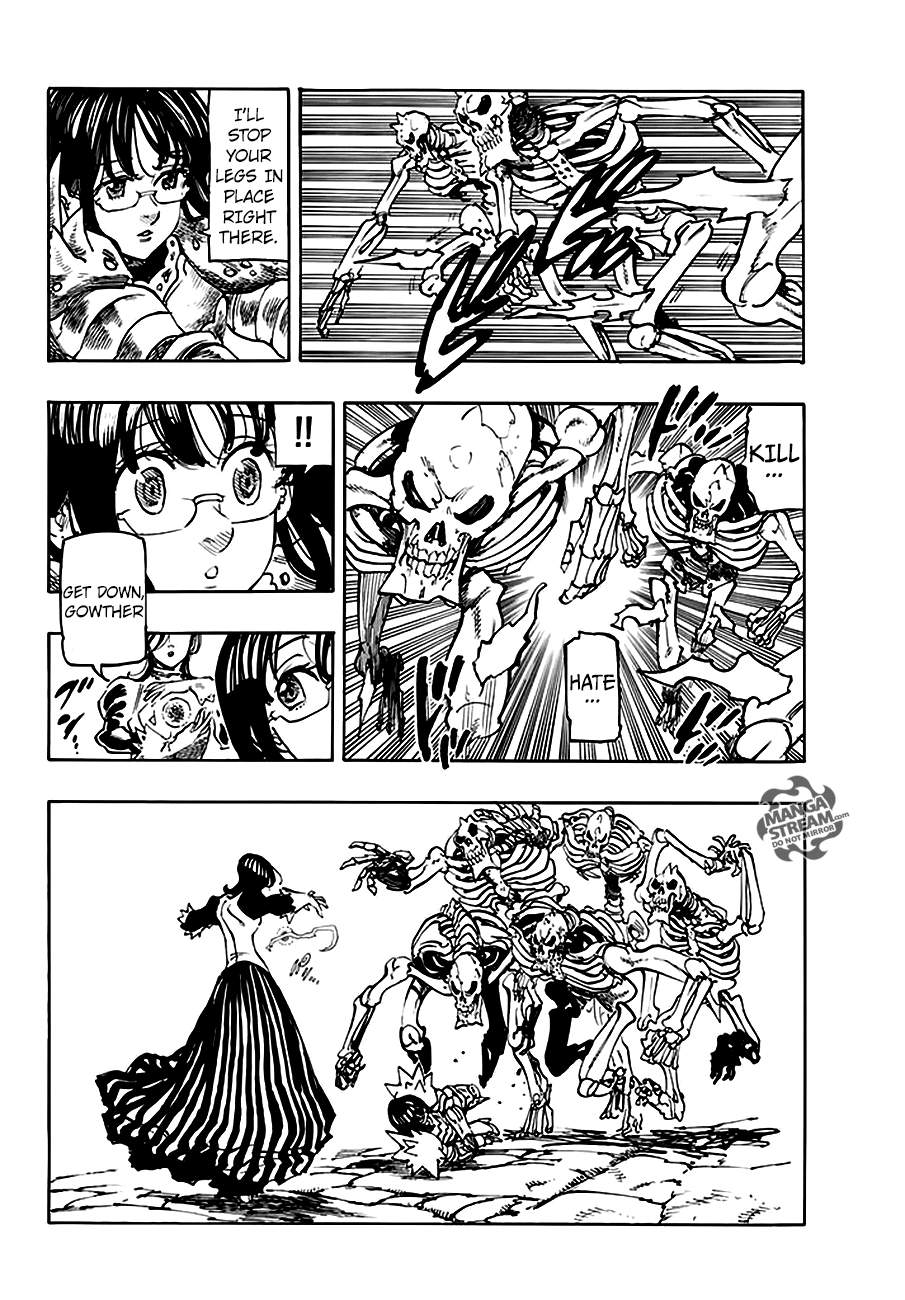 I'LL
STOP
YOUR
LEGS IN
PLACE
RIGHT
THERE.
KILL
...
HATE
...
!!
GET DOWN,
GOWTHER
MANGA
STREAM.com
DO NOT MIRROR